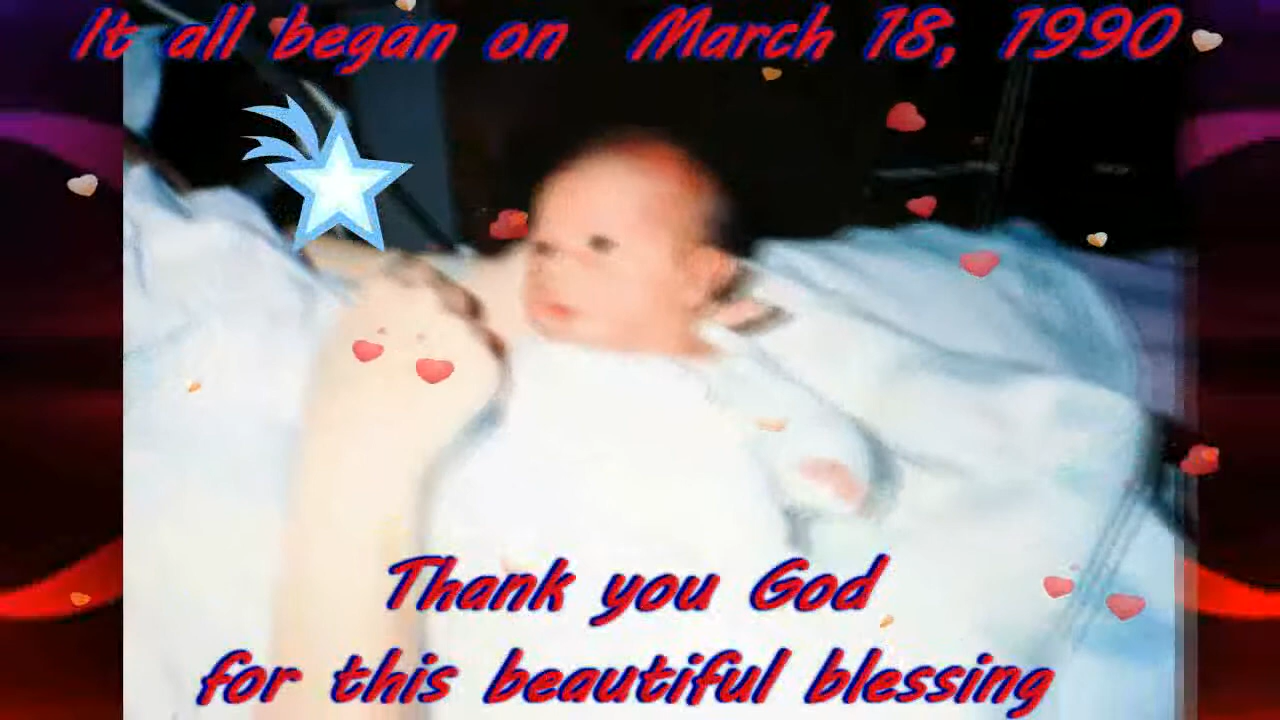 It all began on March 18, 1990
Thank you God
for this beautiful blessing